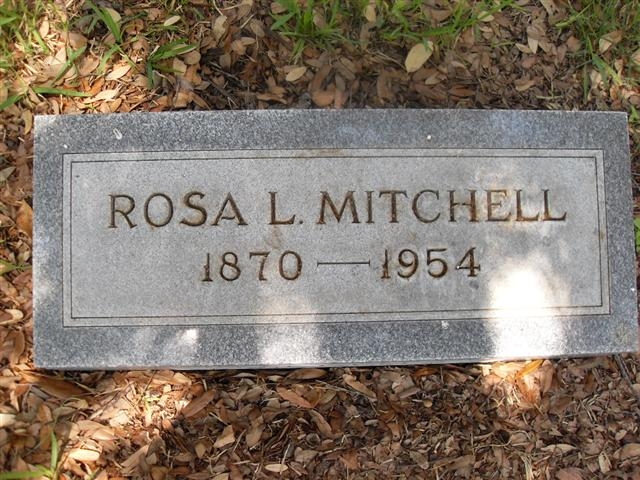 ROSA L. MITCHELL
1870 — 1954